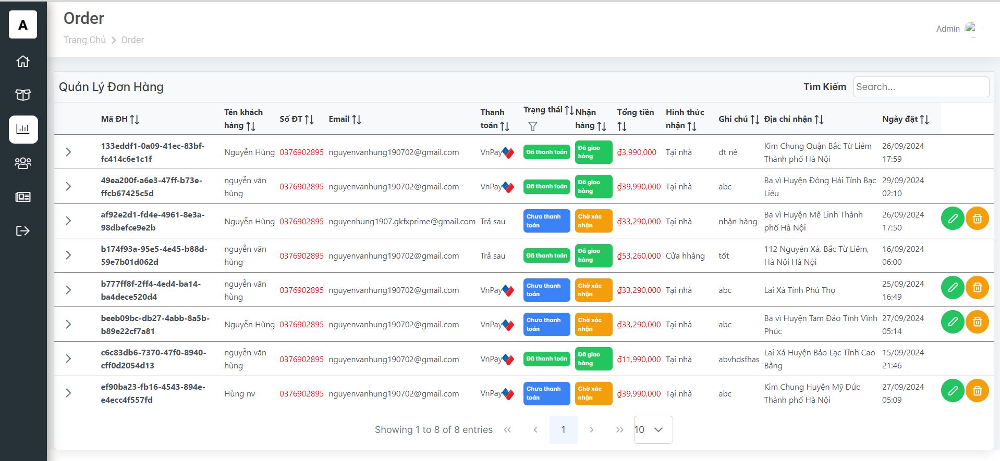 A
Order
Trang Chủ Order
Admin
Quản Lý Đơn Hàng
Tìm Kiếm Search...
Mã ĐH
Tên khách
hàng
Số ĐT
Email
Thanh
toán
Trạng thái
Nhận
hàng
Tổng tiền
Hình thức
nhận
Ghi chú
Địa chỉ nhận
Ngày đặt
133eddf1-0a09-41ec-83bf-
fc414c6e1c1f
Nguyễn Hùng
0376902895
nguyenvanhung190702@gmail.com
VnPay
Đã thanh toán
Đã giao
hàng
₫3,990,000
Tại nhà
đt nè
Kim Chung Quận Bắc Từ Liêm
Thành phố Hà Nội
26/09/2024
17:59
49ea200f-a6e3-47ff-b73e-
ffcb67425c5d
nguyễn văn
hùng
0376902895
nguyenvanhung190702@gmail.com
VnPay
Đã thanh toán
Đã giao
hàng
₫39,990,000
Tại nhà
abc
Ba vì Huyện Đông Hải Tỉnh Bạc
Liêu
29/09/2024
02:10
af92e2d1-fd4e-4961-8e3a-
98dbefce9e2b
Nguyễn Hùng
0376902895
nguyenhung1907.gkfxprime@gmail.com
Trả sau
Chưa thanh
toán
Chờ xác
nhận
₫33,290,000
Tại nhà
nhận hàng
Ba vì Huyện Mê Linh Thành
phố Hà Nội
26/09/2024
17:50
b174f93a-95e5-4e45-b88d-
59e7b01d062d
nguyễn văn
hùng
0376902895
nguyenvanhung190702@gmail.com
Trả sau
Đã thanh toán
Đã giao
hàng
₫53,260,000
Cửa hhàng
tốt
112 Nguyên Xá, Bắc Từ Liêm,
Hà Nội Hà Nội
16/09/2024
06:00
b777ff8f-2ff4-4ed4-ba14-
ba4dece520d4
nguyễn văn
hùng
0376902895
nguyenvanhung190702@gmail.com
VnPay
Chưa thanh
toán
Chờ xác
nhận
₫33,290,000
Tại nhà
abc
Lai Xá Tỉnh Phú Thọ
25/09/2024
16:49
beeb09bc-db27-4abb-8a5b-
b89e22cf7a81
Nguyễn Hùng
0376902895
nguyenvanhung190702@gmail.com
VnPay
Chưa thanh
toán
Chờ xác
nhận
₫33,290,000
Tại nhà
abc
Ba vì Huyện Tam Đảo Tỉnh Vĩnh
Phúc
27/09/2024
05:14
c6c83db6-7370-47f0-8940-
cff0d2054d13
nguyễn văn
hùng
0376902895
nguyenvanhung190702@gmail.com
VnPay
Đã thanh toán
Đã giao
hàng
₫11,990,000
Tại nhà
abvhdsfhas
Lai Xá Huyện Bảo Lạc Tỉnh Cao
Bằng
15/09/2024
21:46
ef90ba23-fb16-4543-894e-
e4ecc4f557fd
Hùng nv
0376902895
nguyenvanhung190702@gmail.com
VnPay
Chưa thanh
toán
Chờ xác
nhận
₫39,990,000
Tại nhà
abc
Kim Chung Huyện Mỹ Đức
Thành phố Hà Nội
27/09/2024
05:09
Showing 1 to 8 of 8 entries 1 10